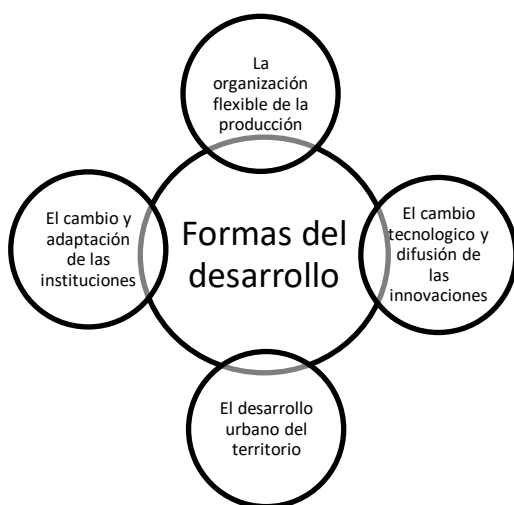 La
organización
flexible de la
producción
El cambio y
adaptación
de las
instituciones
Formas del
desarrollo
El cambio
tecnologico y
difusión de
las
innovaciones
El desarrollo
urbano del
territorio